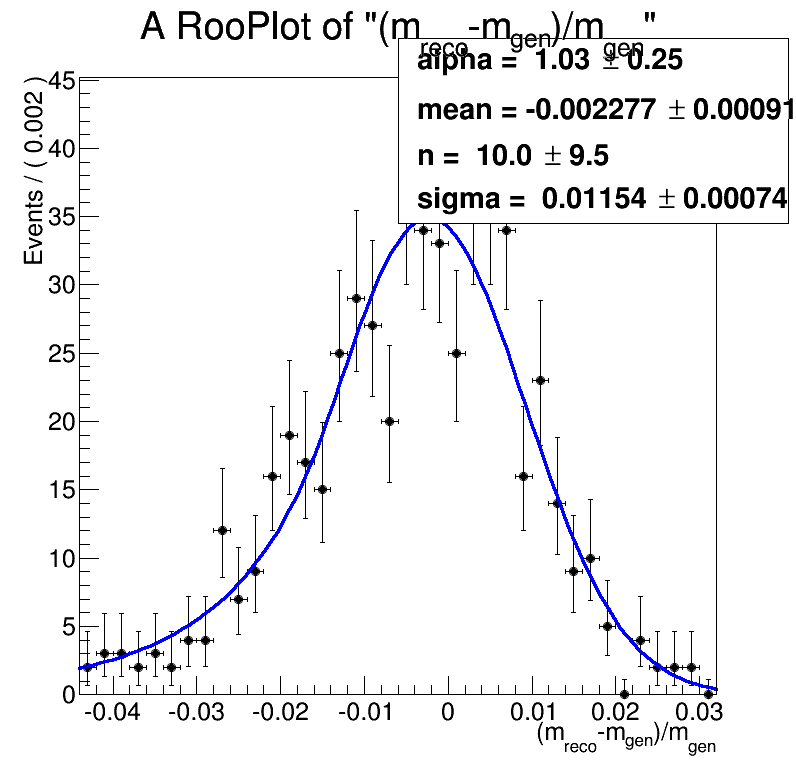 A RooPlot of "(m_reco-m_gen)/m_gen"
alpha = 1.03 ± 0.25
mean = -0.002277 ± 0.00091
n = 10.0 ± 9.5
sigma = 0.01154 ± 0.00074
Events / ( 0.002 )
45
40
35
30
25
20
15
10
5
0
-0.04 -0.03 -0.02 -0.01 0 0.01 0.02 0.03
(m_reco-m_gen)/m_gen